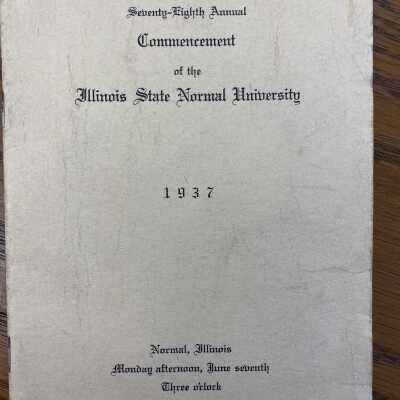 Seventy-Eighth Annual
Commencement
of the
Illinois State Normal University
1937
Normal, Illinois
Monday afternoon, June seventh
Three o'clock